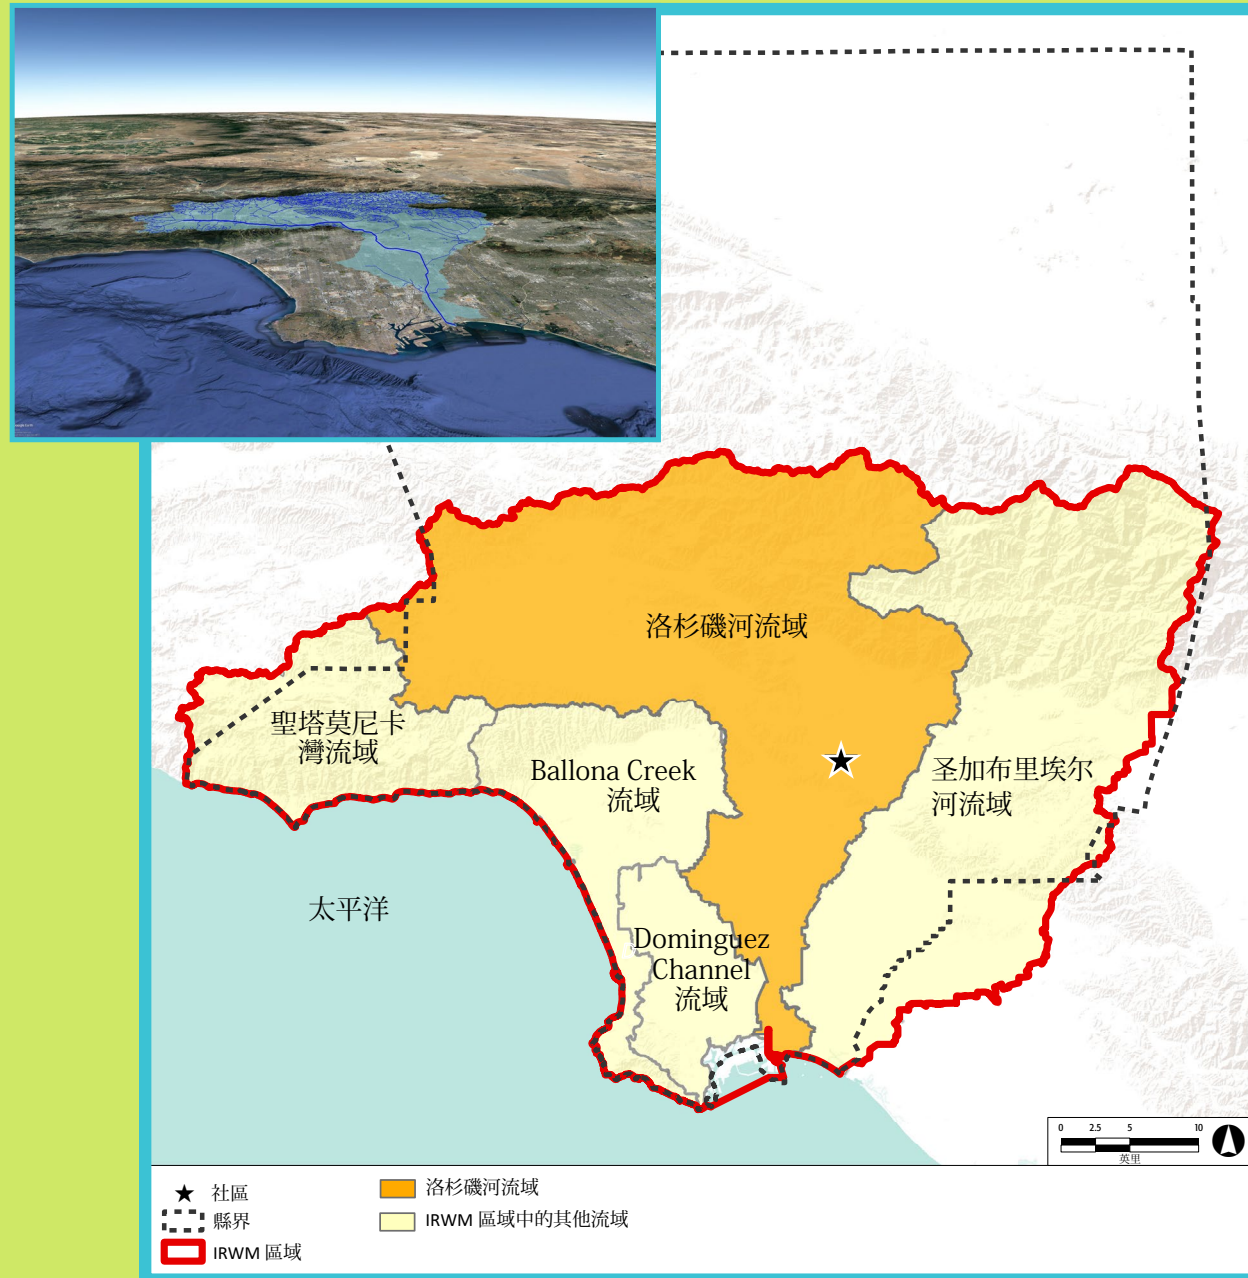 洛杉磯河流域
聖塔莫尼卡
灣流域
Ballona Creek
流域
圣加布里埃尔
河流域
太平洋
Dominguez
Channel
流域
0 2.5 5 10
英里
社區
縣界
IRWM 區域
洛杉磯河流域
IRWM 區域中的其他流域